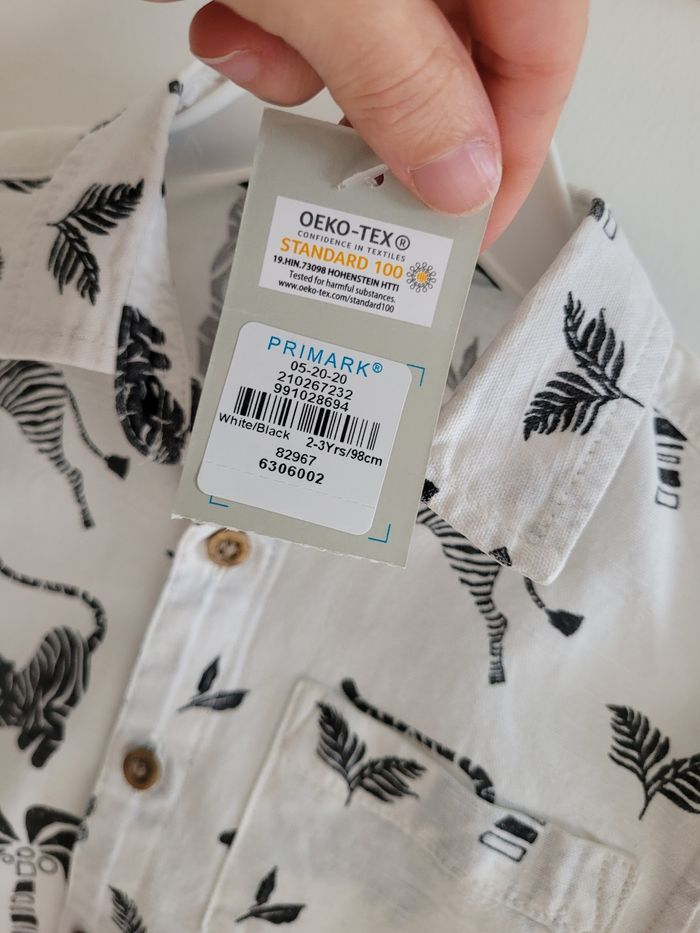 OEKO-TEX®
CONFIDENCE IN TEXTILES
STANDARD 100
19.HIN.73098 HOHENSTEIN HTTI
Tested for harmful substances.
www.oeko-tex.com/standard100
PRIMARK®
05-20-20
210267232
991028694
White/Black 2-3Yrs/98cm
82967
6306002